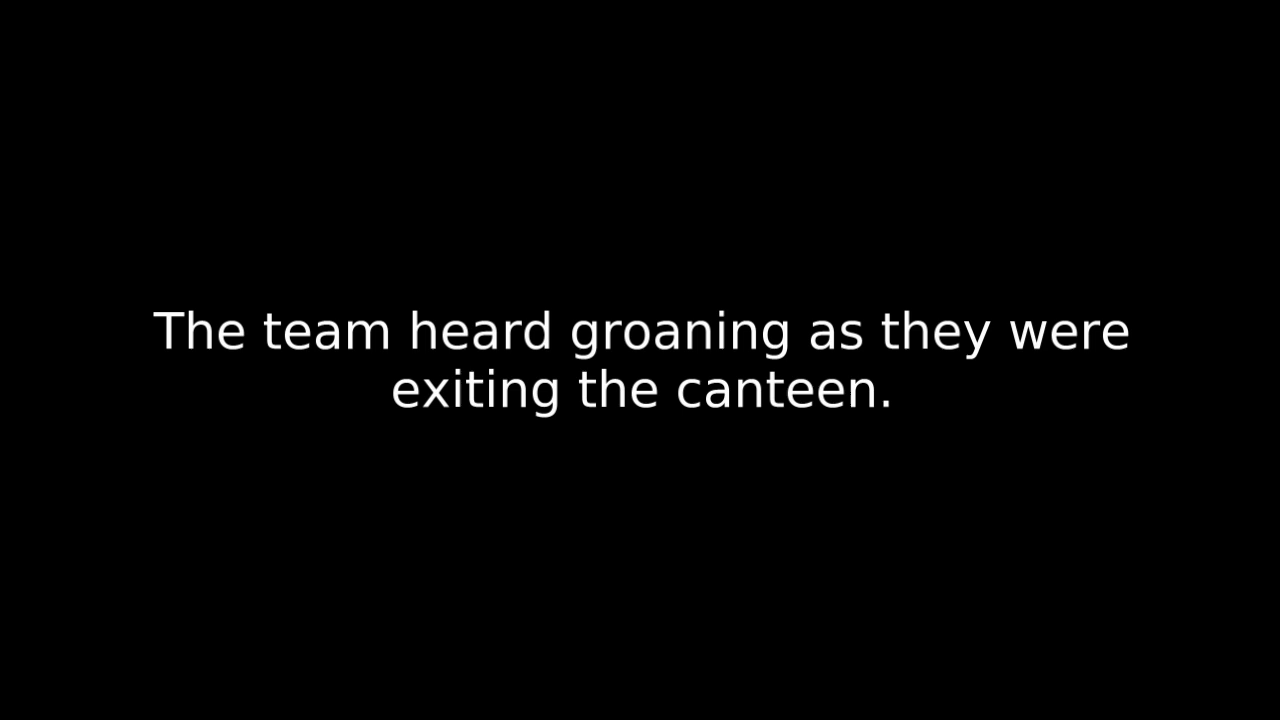 The team heard groaning as they were
exiting the canteen.